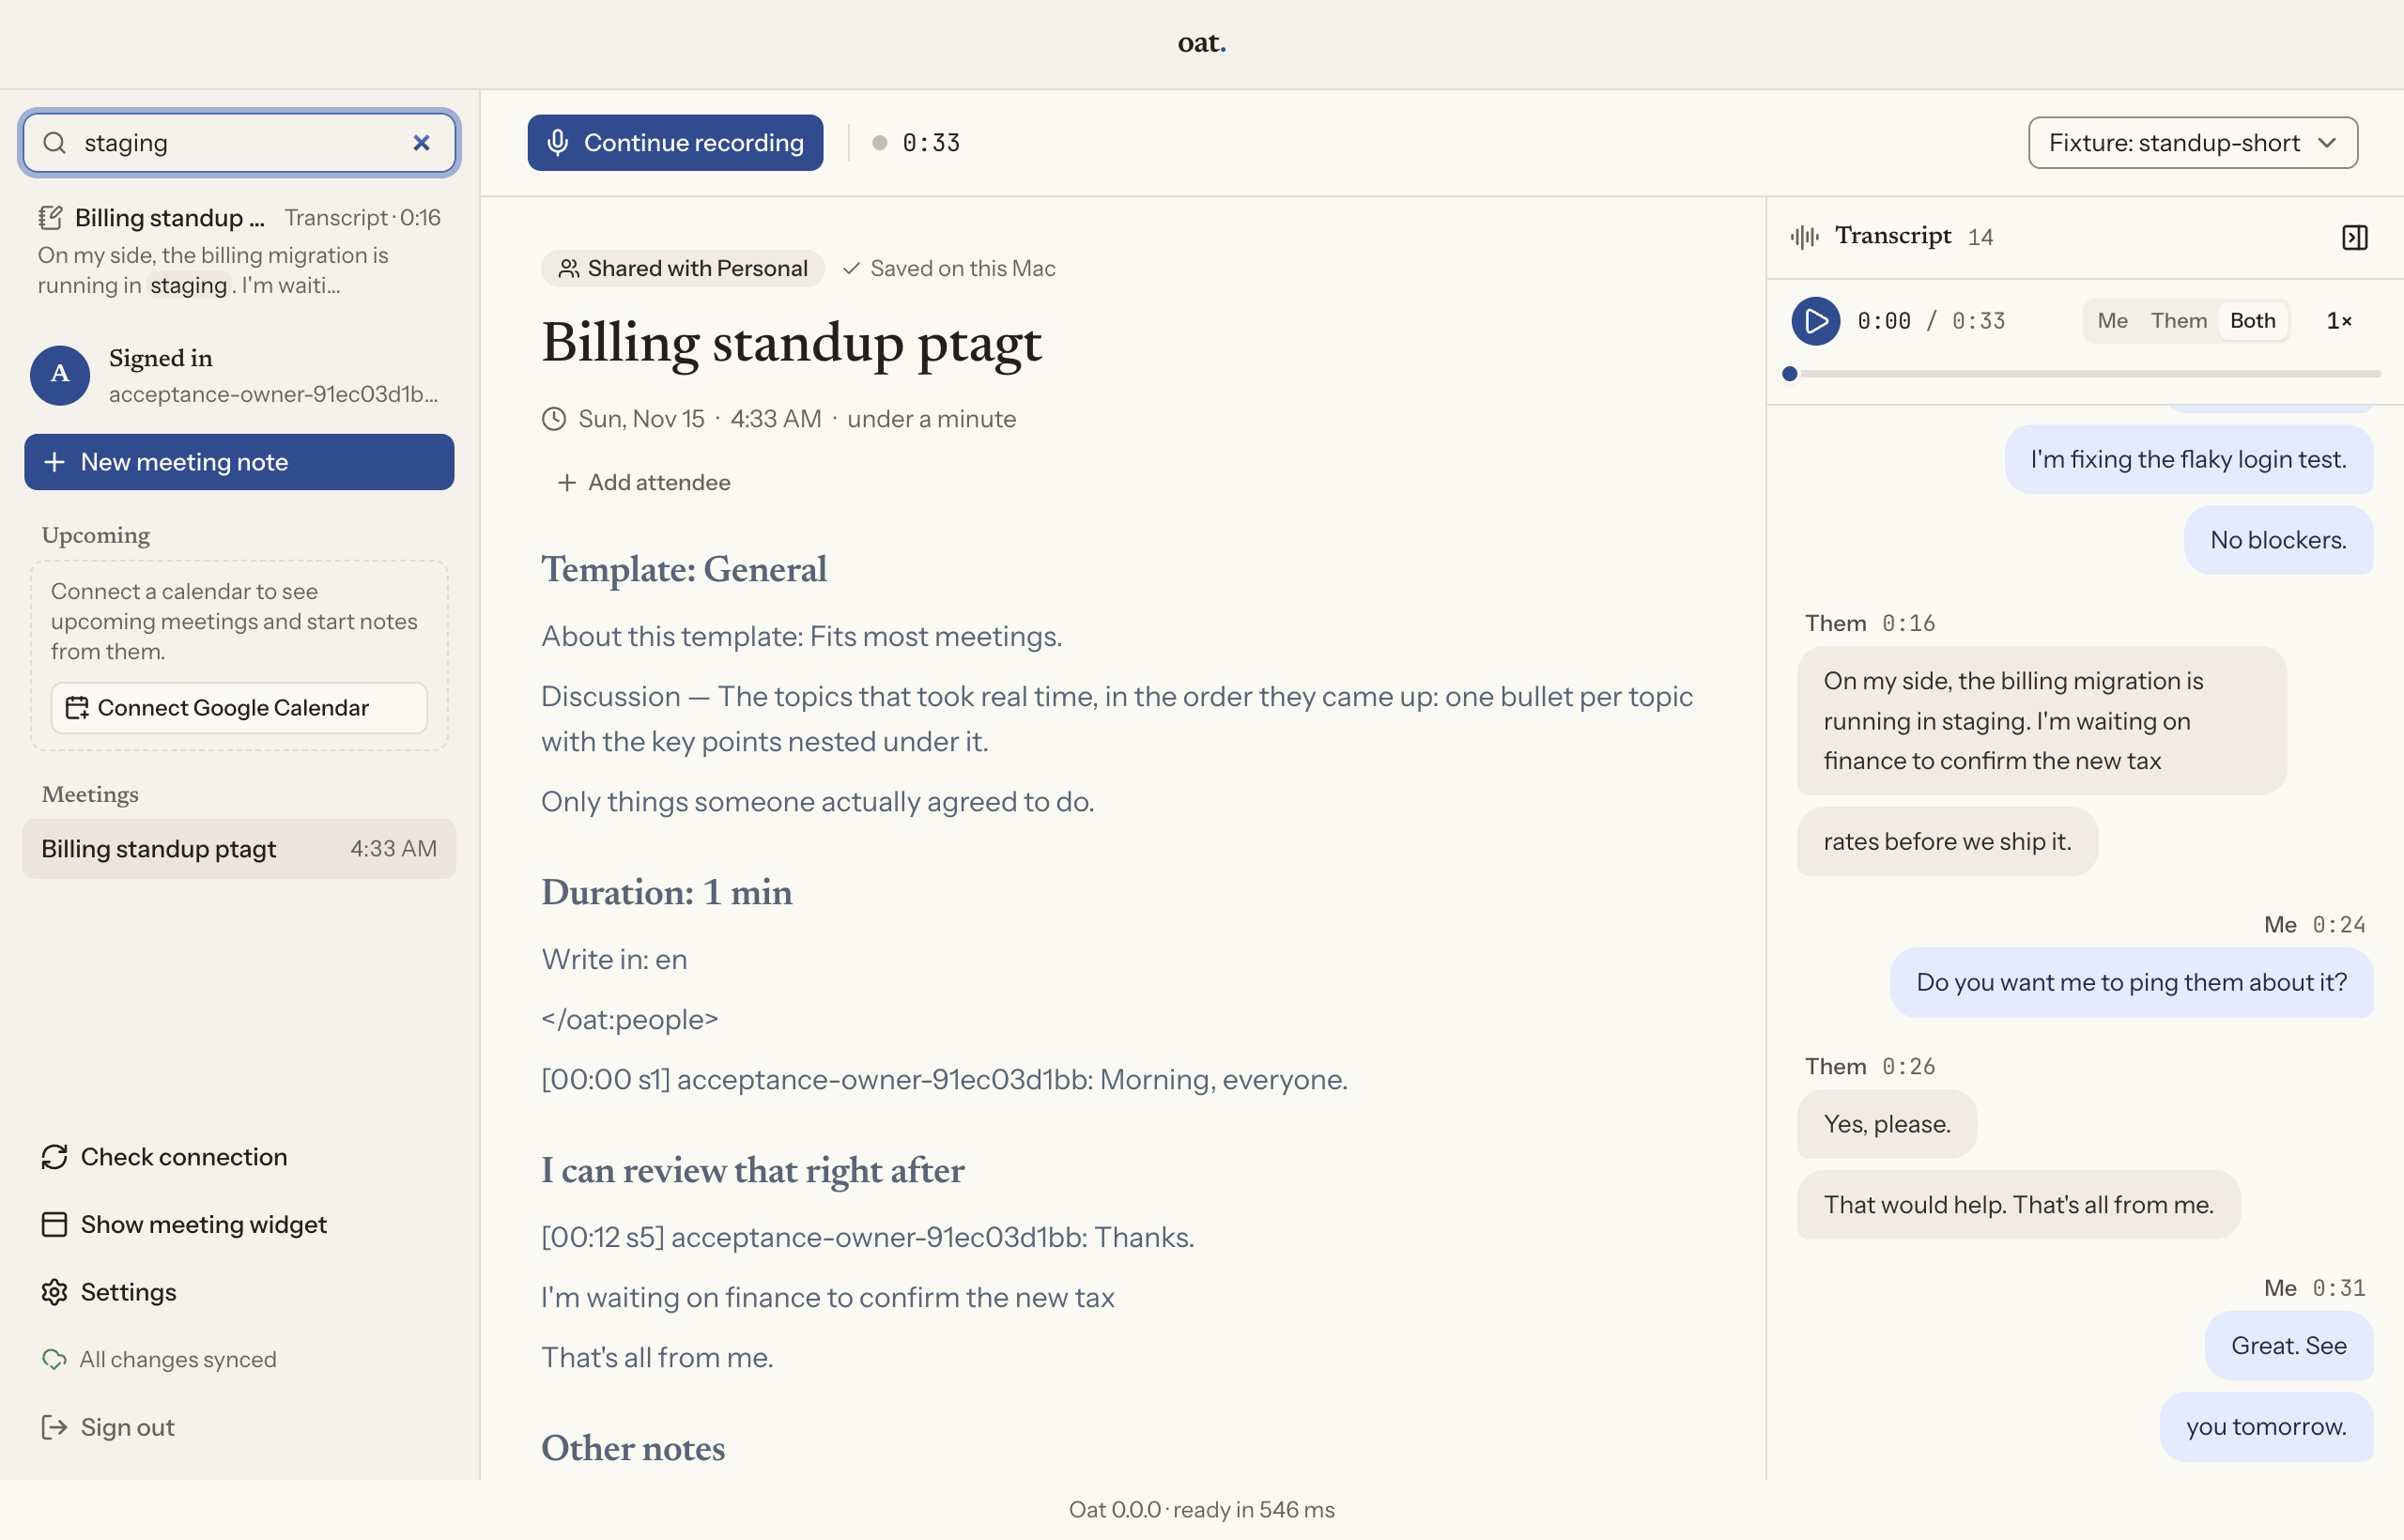 oat.
staging
Billing standup ... Transcript · 0:16
On my side, the billing migration is
running in staging. I'm waiti...
A
Signed in
acceptance-owner-91ec03d1b...
New meeting note
Upcoming
Connect a calendar to see
upcoming meetings and start notes
from them.
Connect Google Calendar
Meetings
Billing standup ptagt 4:33 AM
Check connection
Show meeting widget
Settings
All changes synced
Sign out
Continue recording
0:33
Fixture: standup-short
Shared with Personal
Saved on this Mac
Billing standup ptagt
Sun, Nov 15 · 4:33 AM · under a minute
Add attendee
Template: General
About this template: Fits most meetings.
Discussion — The topics that took real time, in the order they came up: one bullet per topic
with the key points nested under it.
Only things someone actually agreed to do.
Duration: 1 min
Write in: en
</oat:people>
[00:00 s1] acceptance-owner-91ec03d1bb: Morning, everyone.
I can review that right after
[00:12 s5] acceptance-owner-91ec03d1bb: Thanks.
I'm waiting on finance to confirm the new tax
That's all from me.
Other notes
Transcript 14
0:00 / 0:33
Me Them Both
1×
I'm fixing the flaky login test.
No blockers.
Them 0:16
On my side, the billing migration is
running in staging. I'm waiting on
finance to confirm the new tax
rates before we ship it.
Me 0:24
Do you want me to ping them about it?
Them 0:26
Yes, please.
That would help. That's all from me.
Me 0:31
Great. See
you tomorrow.
Oat 0.0.0 · ready in 546 ms